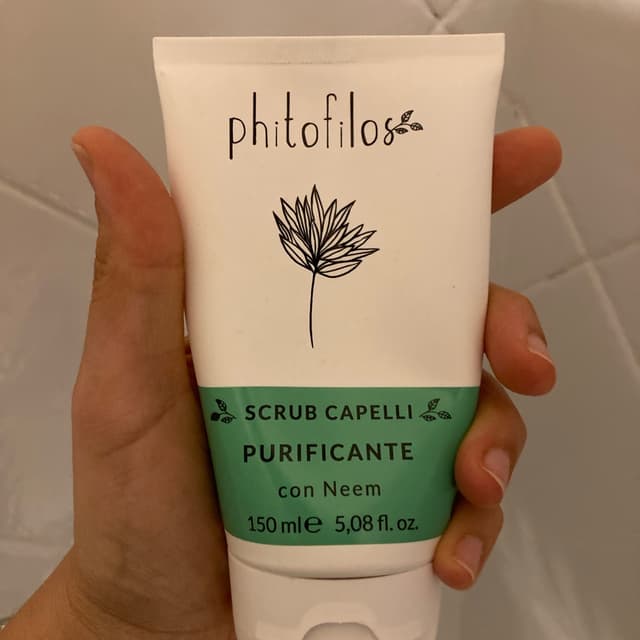 phitofilos
SCRUB CAPELLI
PURIFICANTE
con Neem
150 ml℮ 5,08 fl. oz.